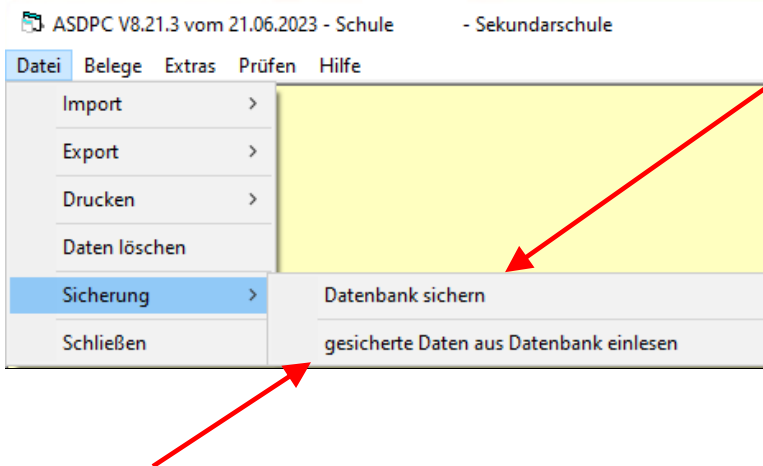 ASDPC V8.21.3 vom 21.06.2023 - Schule - Sekundarschule
Datei Belege Extras Prüfen Hilfe
Import >
Export >
Drucken >
Daten löschen
Sicherung > Datenbank sichern
Schließen gesicherte Daten aus Datenbank einlesen